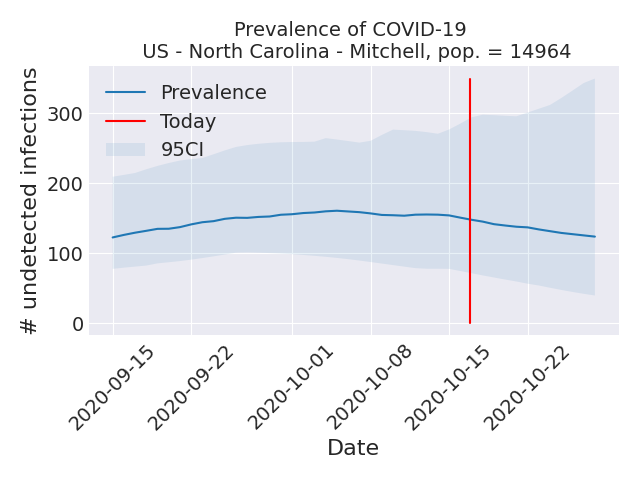 Prevalence of COVID-19
US - North Carolina - Mitchell, pop. = 14964
# undetected infections
300
200
100
0
Prevalence
Today
95CI
2020-09-15
2020-09-22
2020-10-01
2020-10-08
2020-10-15
2020-10-22
Date